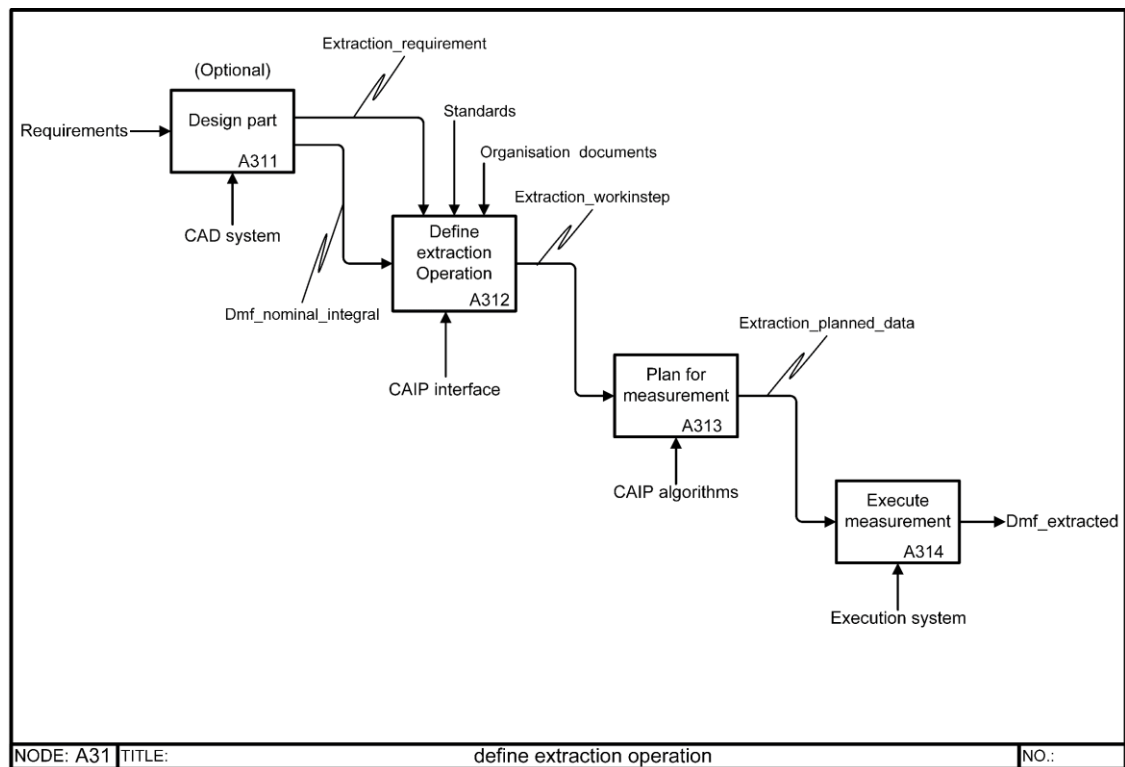 Extraction_requirement
(Optional)
Requirements
Design part
A311
Standards
Organisation documents
CAD system
Extraction_workinstep
Define
extraction
Operation
A312
Dmf_nominal_integral
CAIP interface
Extraction_planned_data
Plan for
measurement
A313
CAIP algorithms
Execute
measurement
A314
Dmf_extracted
Execution system
NODE: A31
TITLE:
define extraction operation
NO.: